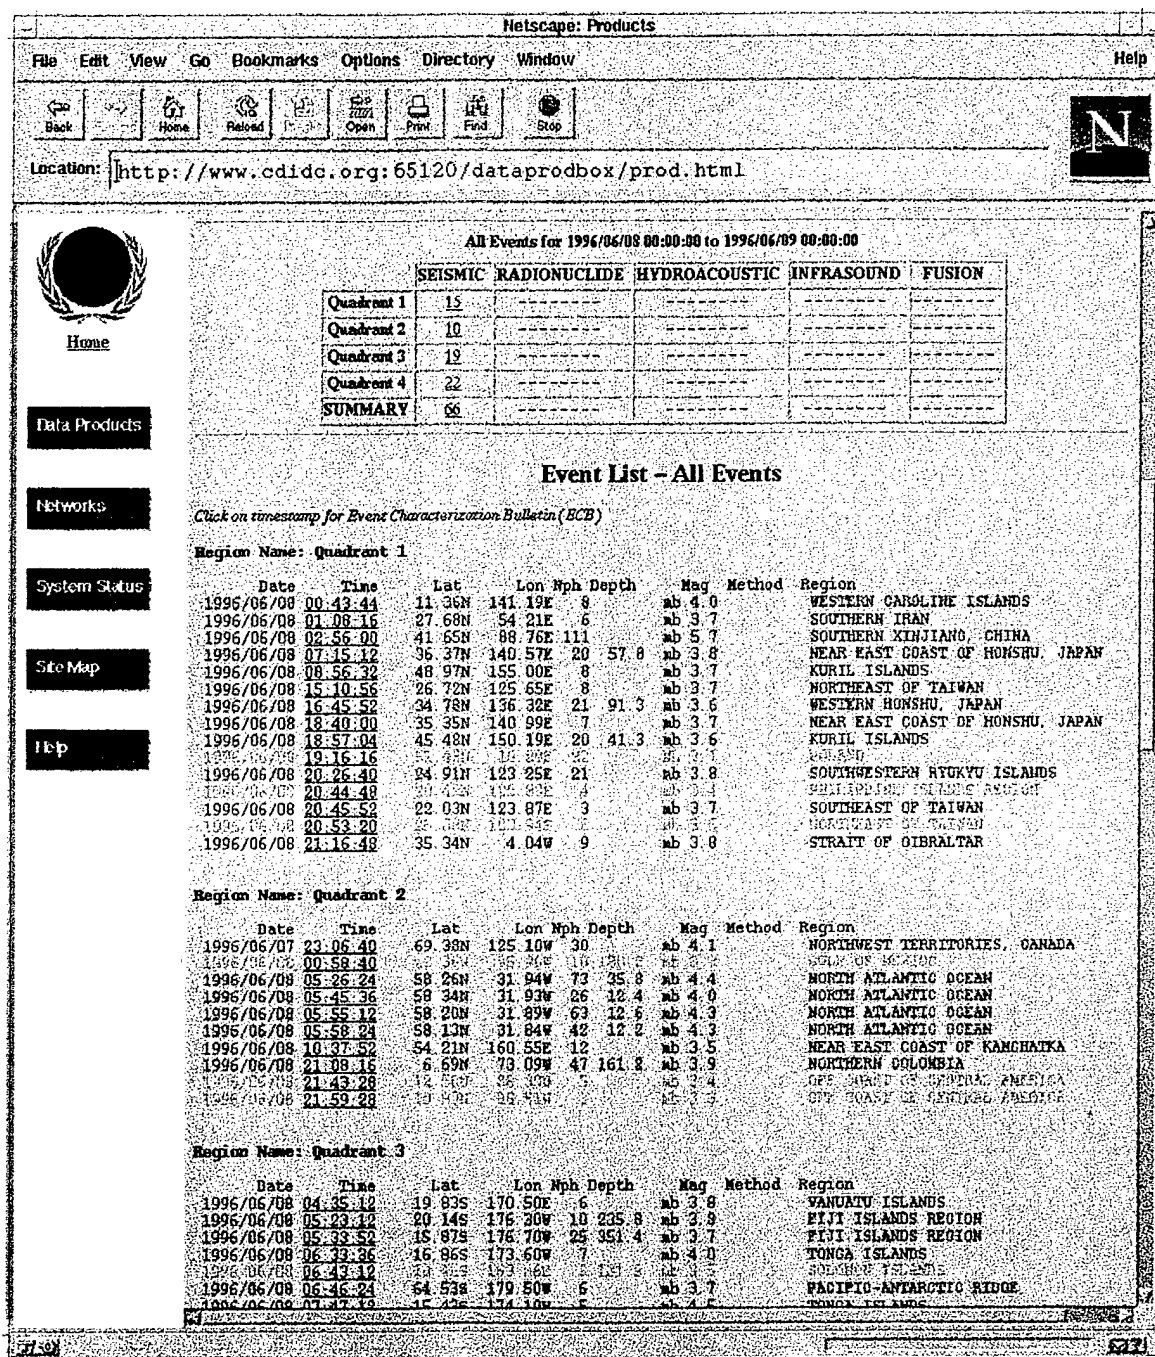 Netscape: Products
File Edit View Go Bookmarks Options Directory Window Help
Back Home Reload Open Print Find Stop
N
Location: http://www.cdidc.org:65120/dataprodbox/prod.html
Home
Data Products
Networks
System Status
Site Map
Help
All Events for 1996/06/08 00:00:00 to 1996/06/09 00:00:00
SEISMIC RADIONUCLIDE HYDROACOUSTIC INFRASOUND FUSION
Quadrant 1 15 -------- -------- -------- --------
Quadrant 2 10 -------- -------- -------- --------
Quadrant 3 19 -------- -------- -------- --------
Quadrant 4 22 -------- -------- -------- --------
SUMMARY 66 -------- -------- -------- --------
Event List – All Events
Click on timestamp for Event Characterization Bulletin (ECB)
Region Name: Quadrant 1
Date Time Lat Lon Nph Depth Mag Method Region
1996/06/08 00:43:44 11.36N 141.19E 8 mb 4.0 WESTERN CAROLINE ISLANDS
1996/06/08 01:08:16 27.68N 54.21E 6 mb 3.7 SOUTHERN IRAN
1996/06/08 02:56:00 41.65N 88.76E 111 mb 5.7 SOUTHERN XINJIANG, CHINA
1996/06/08 07:15:12 36.37N 140.57E 20 57.8 mb 3.8 NEAR EAST COAST OF HONSHU, JAPAN
1996/06/08 08:56:32 48.97N 155.00E 8 mb 3.7 KURIL ISLANDS
1996/06/08 15:10:56 26.72N 125.65E 8 mb 3.7 NORTHEAST OF TAIWAN
1996/06/08 16:45:52 34.78N 136.32E 21 91.3 mb 3.6 WESTERN HONSHU, JAPAN
1996/06/08 18:40:00 35.35N 140.99E 7 mb 3.7 NEAR EAST COAST OF HONSHU, JAPAN
1996/06/08 18:57:04 45.48N 150.19E 20 41.3 mb 3.6 KURIL ISLANDS
19:16:16 POLAND
1996/06/08 20:26:40 24.91N 123.25E 21 mb 3.8 SOUTHWESTERN RYUKYU ISLANDS
20:44:48 PHILIPPINE ISLANDS REGION
1996/06/08 20:45:52 22.03N 123.87E 3 mb 3.7 SOUTHEAST OF TAIWAN
20:53:20 OF TAIWAN
1996/06/08 21:16:48 35.34N 4.04W 9 mb 3.8 STRAIT OF GIBRALTAR
Region Name: Quadrant 2
Date Time Lat Lon Nph Depth Mag Method Region
1996/06/07 23:06:40 69.38N 125.10W 30 mb 4.1 NORTHWEST TERRITORIES, CANADA
00:58:40 GULF OF
1996/06/08 05:26:24 58.26N 31.94W 73 35.8 mb 4.4 NORTH ATLANTIC OCEAN
1996/06/08 05:45:36 58.34N 31.93W 26 12.4 mb 4.0 NORTH ATLANTIC OCEAN
1996/06/08 05:55:12 58.20N 31.89W 63 12.6 mb 4.3 NORTH ATLANTIC OCEAN
1996/06/08 05:58:24 58.13N 31.84W 42 12.2 mb 4.3 NORTH ATLANTIC OCEAN
1996/06/08 10:37:52 54.21N 160.55E 12 mb 3.5 NEAR EAST COAST OF KAMCHATKA
1996/06/08 21:08:16 6.69N 73.09W 47 161.8 mb 3.9 NORTHERN COLOMBIA
21:43:28 OFF COAST OF CENTRAL AMERICA
21:59:28 OFF COAST OF CENTRAL AMERICA
Region Name: Quadrant 3
Date Time Lat Lon Nph Depth Mag Method Region
1996/06/08 04:35:12 19.83S 170.50E 6 mb 3.8 VANUATU ISLANDS
1996/06/08 05:23:12 20.14S 176.30W 10 235.8 mb 3.9 FIJI ISLANDS REGION
1996/06/08 05:33:52 15.87S 176.70W 25 351.4 mb 3.7 FIJI ISLANDS REGION
1996/06/08 06:33:36 16.86S 173.60W 7 mb 4.0 TONGA ISLANDS
06:43:12 SOLOMON ISLANDS
1996/06/08 06:46:24 64.53S 179.50W 6 mb 3.7 PACIFIC-ANTARCTIC RIDGE
1996/06/08 TONGA ISLANDS